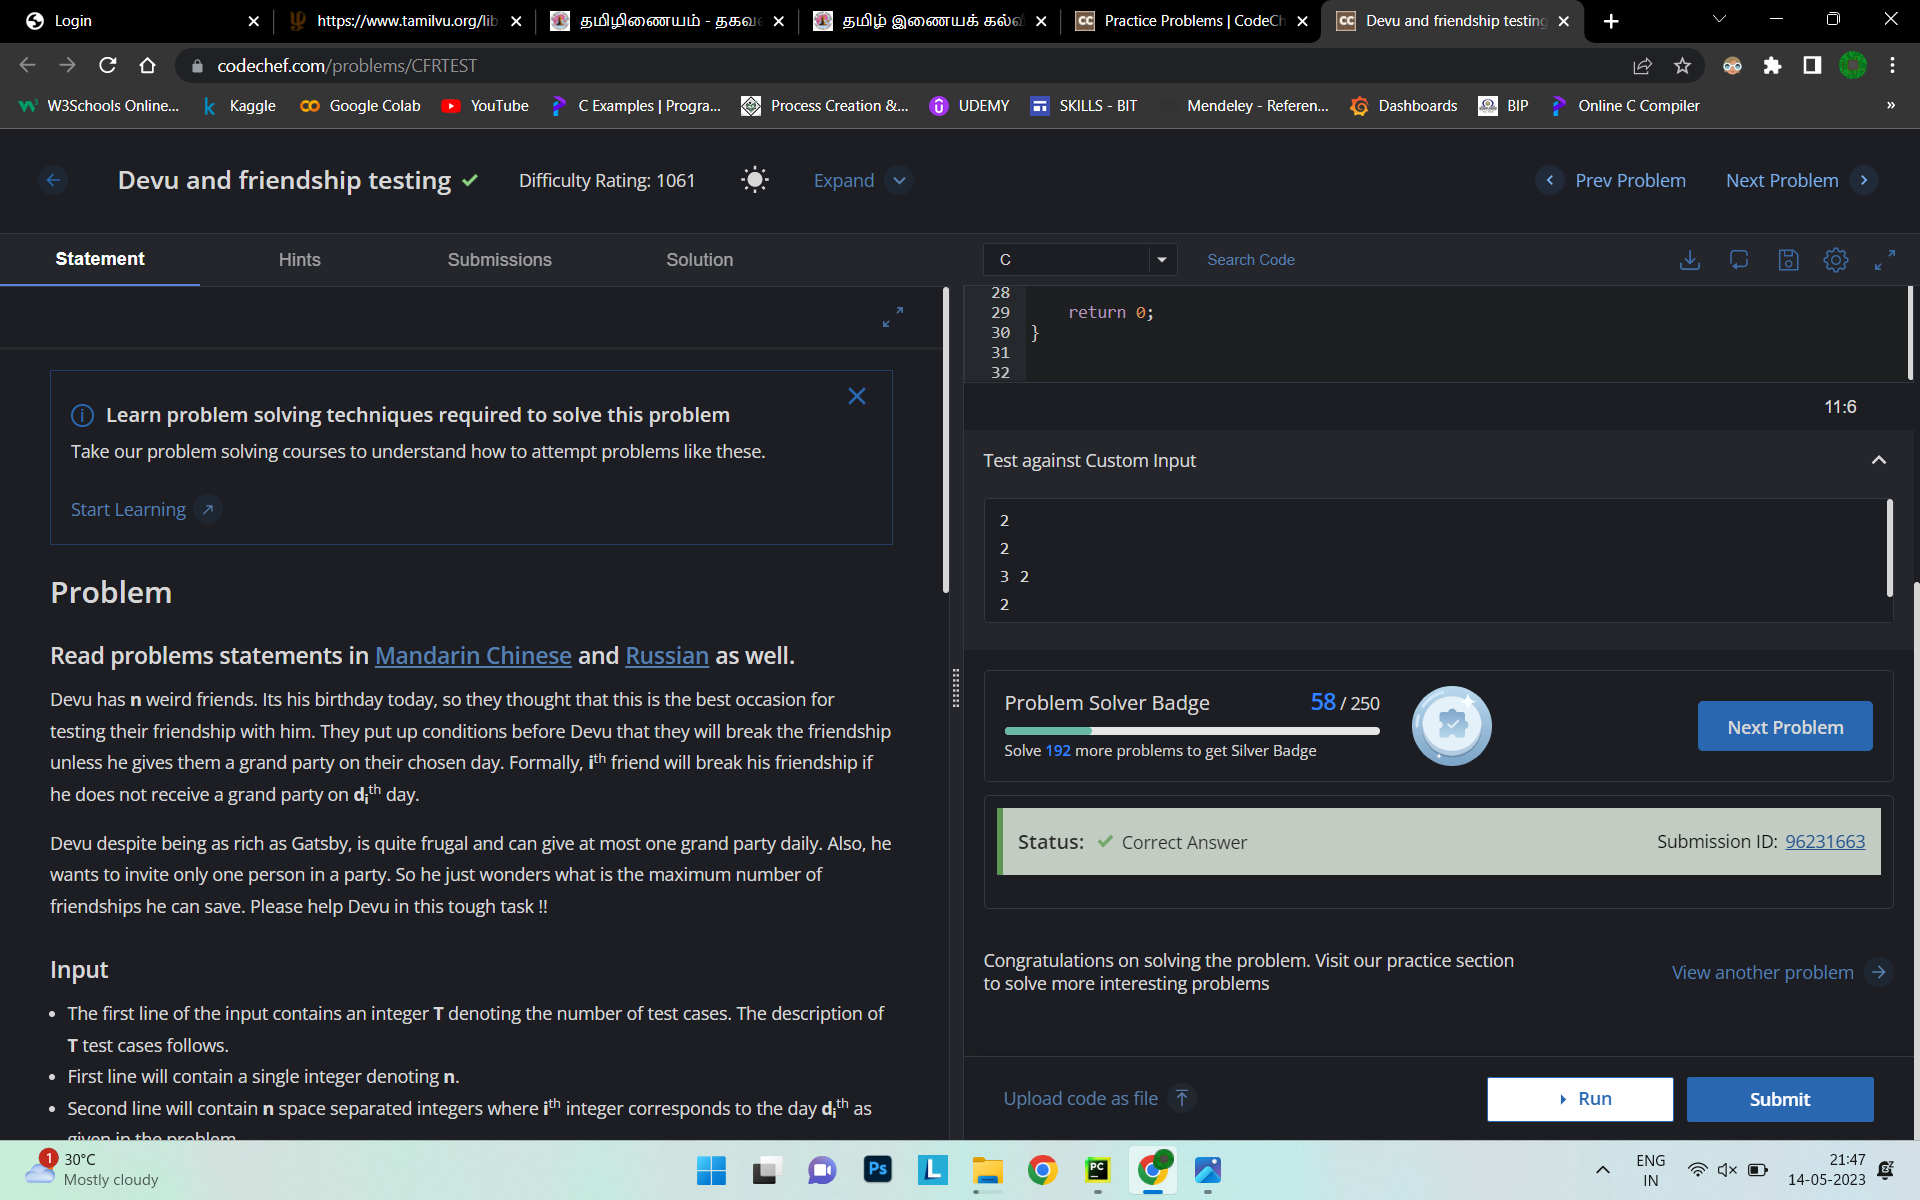 Login
https://www.tamilvu.org/lib
தமிழிணையம் - தகவ
தமிழ் இணையக் கல்வி
Practice Problems | CodeCh
Devu and friendship testing
codechef.com/problems/CFRTEST
W3Schools Online...
Kaggle
Google Colab
YouTube
C Examples | Progra...
Process Creation &...
UDEMY
SKILLS - BIT
Mendeley - Referen...
Dashboards
BIP
Online C Compiler
»
Devu and friendship testing
Difficulty Rating: 1061
Expand
Prev Problem
Next Problem
Statement
Hints
Submissions
Solution
C
Search Code
28
29 return 0;
30 }
31
32
11:6
Learn problem solving techniques required to solve this problem
Take our problem solving courses to understand how to attempt problems like these.
Start Learning
Problem
Read problems statements in Mandarin Chinese and Russian as well.
Devu has n weird friends. Its his birthday today, so they thought that this is the best occasion for
testing their friendship with him. They put up conditions before Devu that they will break the friendship
unless he gives them a grand party on their chosen day. Formally, ith friend will break his friendship if
he does not receive a grand party on dith day.
Devu despite being as rich as Gatsby, is quite frugal and can give at most one grand party daily. Also, he
wants to invite only one person in a party. So he just wonders what is the maximum number of
friendships he can save. Please help Devu in this tough task !!
Input
• The first line of the input contains an integer T denoting the number of test cases. The description of
T test cases follows.
• First line will contain a single integer denoting n.
• Second line will contain n space separated integers where ith integer corresponds to the day dith as
given in the problem.
Test against Custom Input
2
2
3 2
2
Problem Solver Badge
58 / 250
Solve 192 more problems to get Silver Badge
Next Problem
Status: Correct Answer
Submission ID: 96231663
Congratulations on solving the problem. Visit our practice section
to solve more interesting problems
View another problem
Upload code as file
Run
Submit
1
30°C
Mostly cloudy
Ps
L
PC
ENG
IN
21:47
14-05-2023